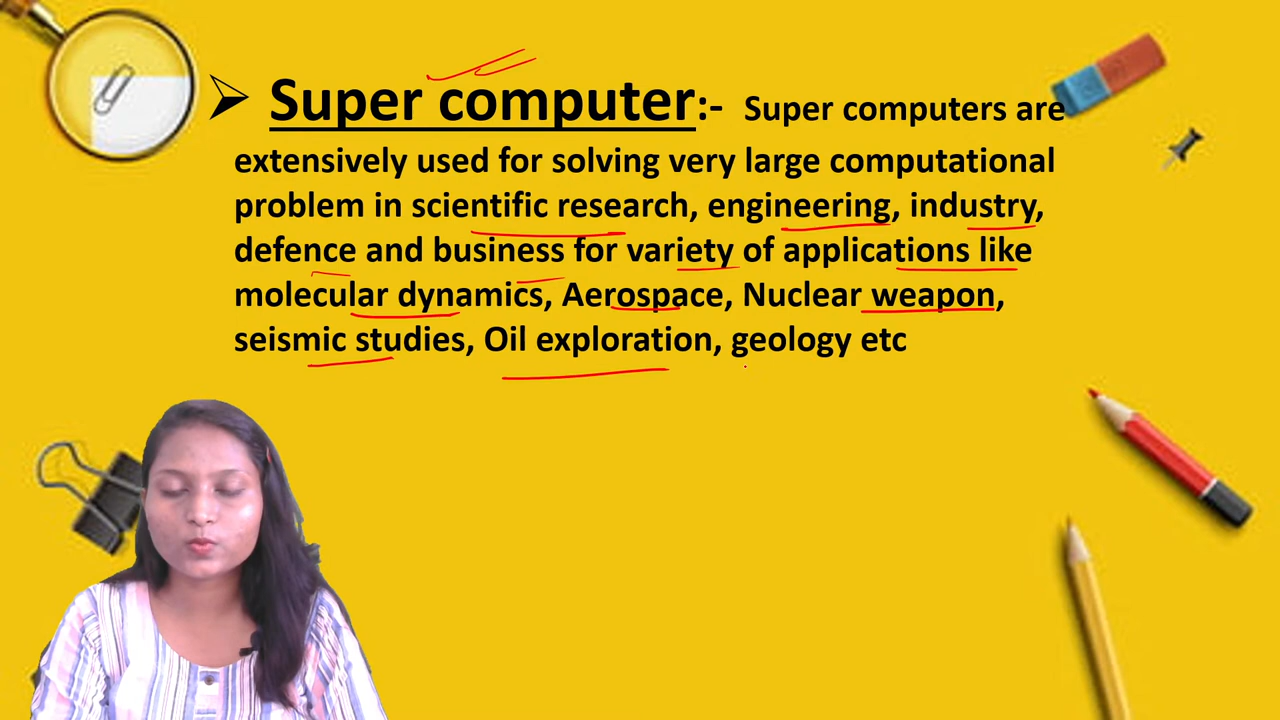 Super computer:- Super computers are
extensively used for solving very large computational
problem in scientific research, engineering, industry,
defence and business for variety of applications like
molecular dynamics, Aerospace, Nuclear weapon,
seismic studies, Oil exploration, geology etc